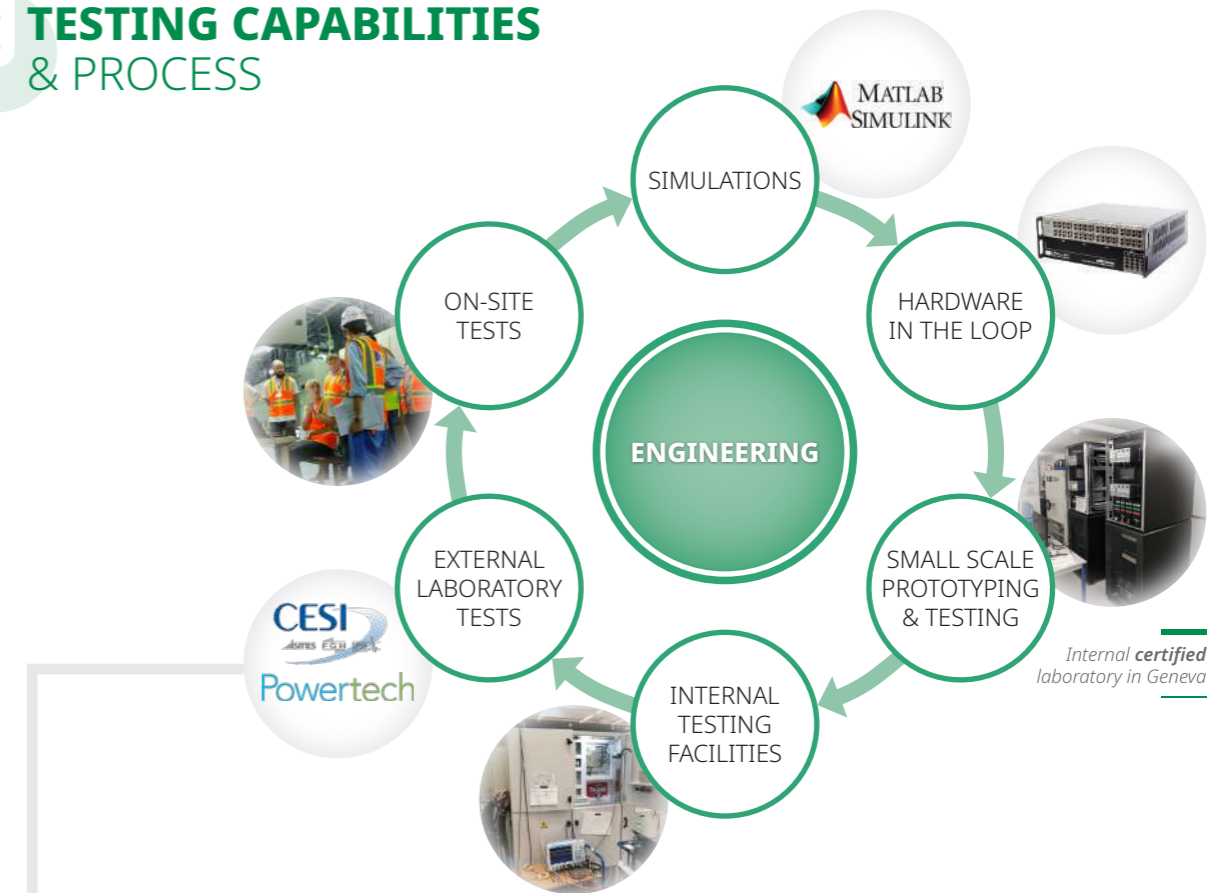 TESTING CAPABILITIES
& PROCESS
MATLAB
SIMULINK
SIMULATIONS
HARDWARE
IN THE LOOP
ON-SITE
TESTS
ENGINEERING
SMALL SCALE
PROTOTYPING
& TESTING
EXTERNAL
LABORATORY
TESTS
CESI
FGH
Powertech
Internal certified
laboratory in Geneva
INTERNAL
TESTING
FACILITIES